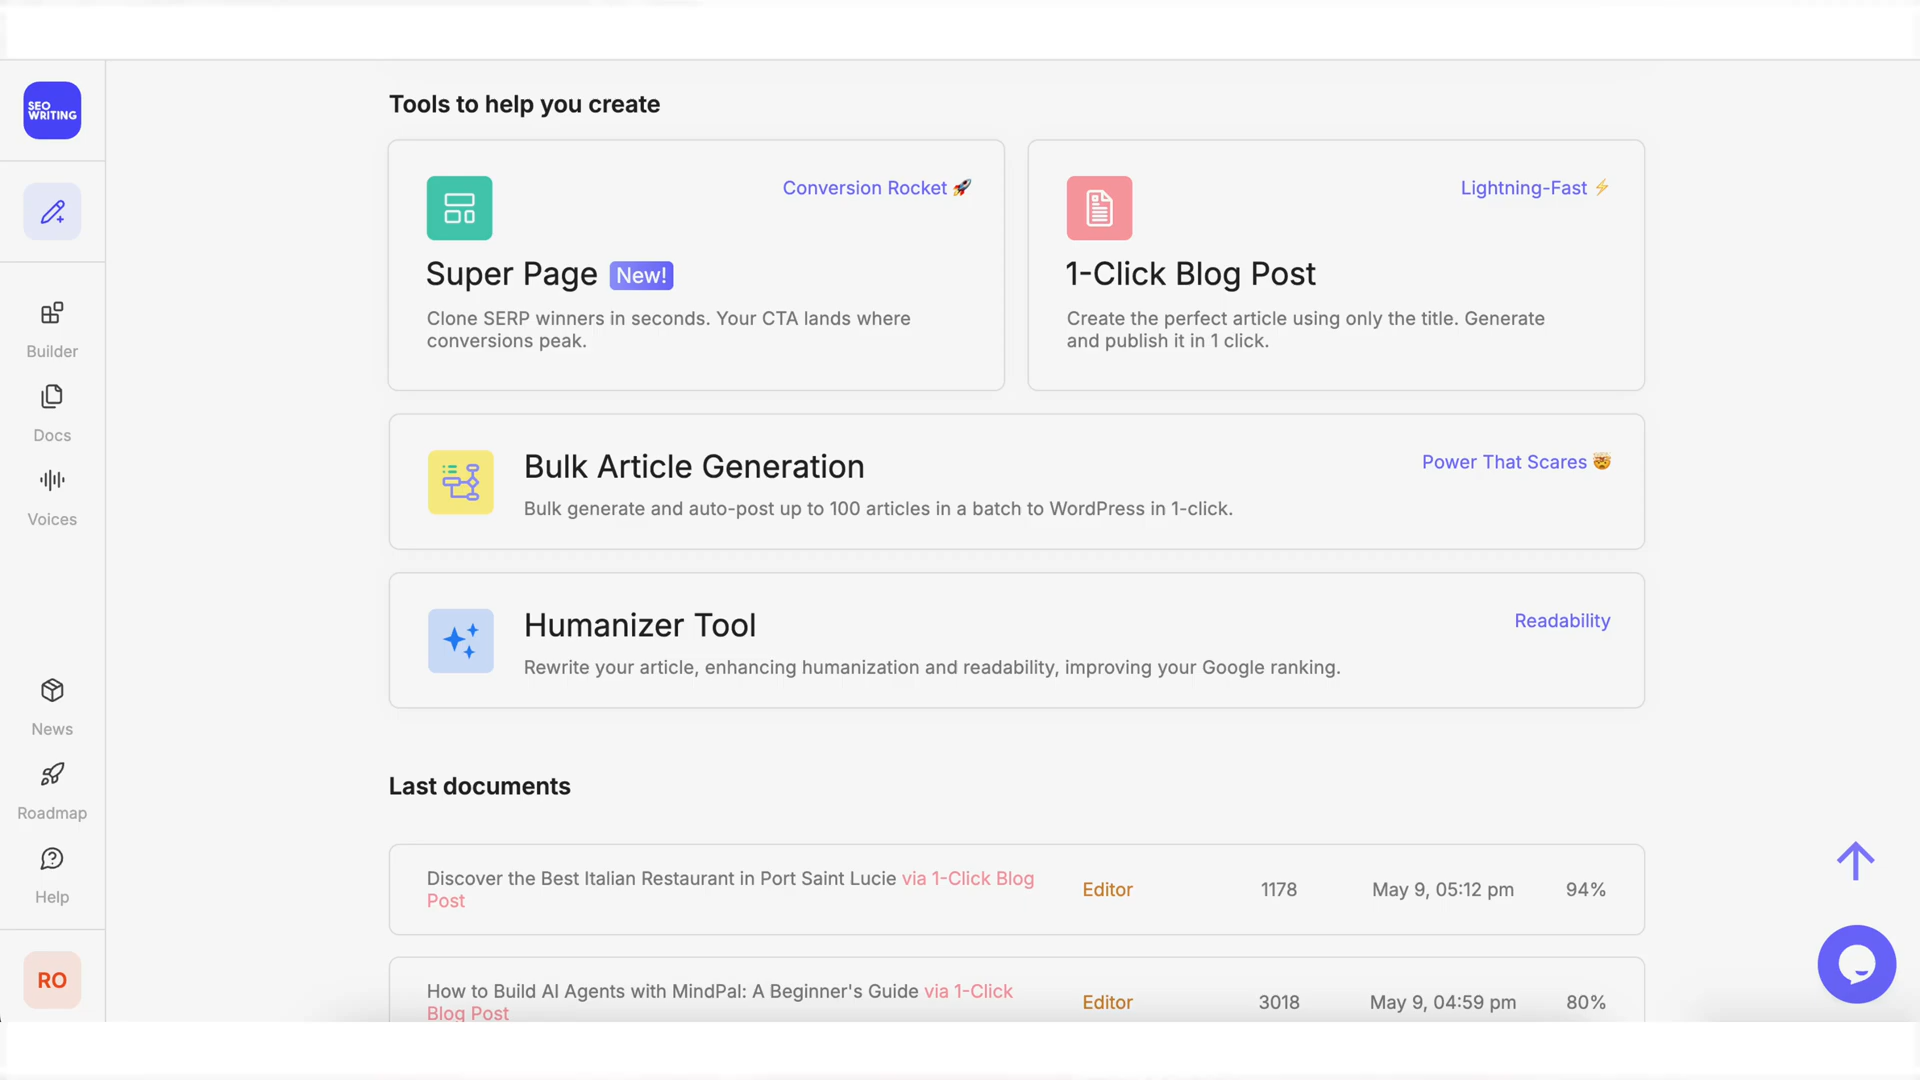 SEO
WRITING
Builder
Docs
Voices
News
Roadmap
Help
RO
Tools to help you create
Conversion Rocket 🚀
Super Page New!
Clone SERP winners in seconds. Your CTA lands where
conversions peak.
Lightning-Fast ⚡
1-Click Blog Post
Create the perfect article using only the title. Generate
and publish it in 1 click.
Bulk Article Generation
Power That Scares 🤯
Bulk generate and auto-post up to 100 articles in a batch to WordPress in 1-click.
Humanizer Tool
Readability
Rewrite your article, enhancing humanization and readability, improving your Google ranking.
Last documents
Discover the Best Italian Restaurant in Port Saint Lucie via 1-Click Blog
Post
Editor 1178 May 9, 05:12 pm 94%
How to Build AI Agents with MindPal: A Beginner's Guide via 1-Click
Blog Post
Editor 3018 May 9, 04:59 pm 80%